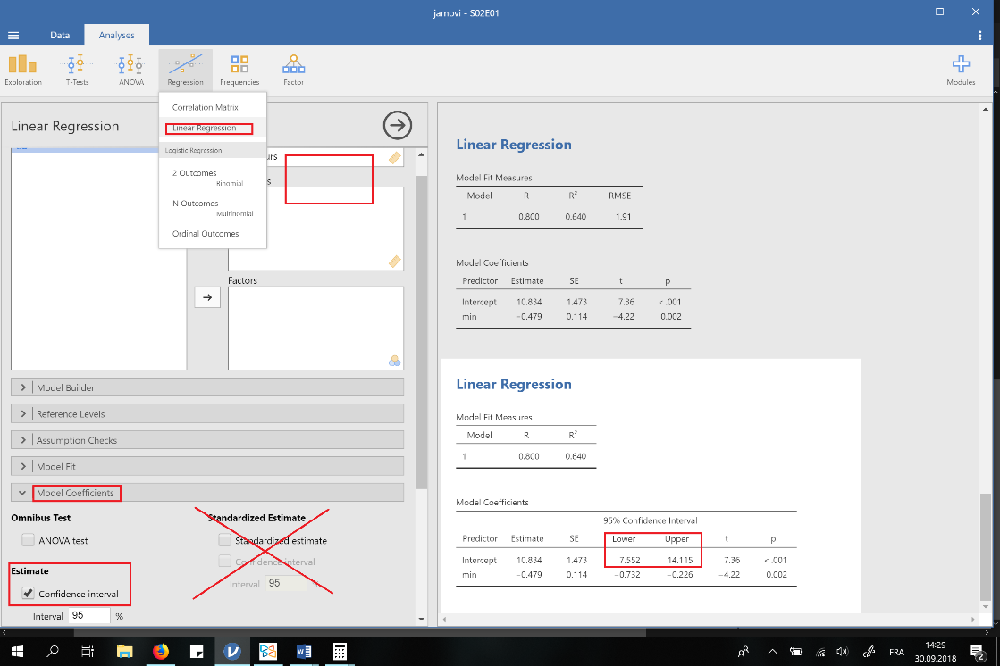 jamovi - S02E01
Data Analyses
Exploration T-Tests ANOVA Regression Frequencies Factor Modules
Correlation Matrix
Linear Regression
Logistic Regression
2 Outcomes
Binomial
N Outcomes
Multinomial
Ordinal Outcomes
Linear Regression
urs
s
Factors
Model Builder
Reference Levels
Assumption Checks
Model Fit
Model Coefficients
Omnibus Test
ANOVA test
Estimate
Confidence interval
Interval 95 %
Standardized Estimate
Standardized estimate
Confidence interval
Interval 95 %
Linear Regression
Model Fit Measures
Model R R² RMSE
1 0.800 0.640 1.91
Model Coefficients
Predictor Estimate SE t p
Intercept 10.834 1.473 7.36 < .001
min −0.479 0.114 −4.22 0.002
Linear Regression
Model Fit Measures
Model R R²
1 0.800 0.640
Model Coefficients
95% Confidence Interval
Predictor Estimate SE Lower Upper t p
Intercept 10.834 1.473 7.552 14.115 7.36 < .001
min −0.479 0.114 −0.732 −0.226 −4.22 0.002
FRA
14:29
30.09.2018
2